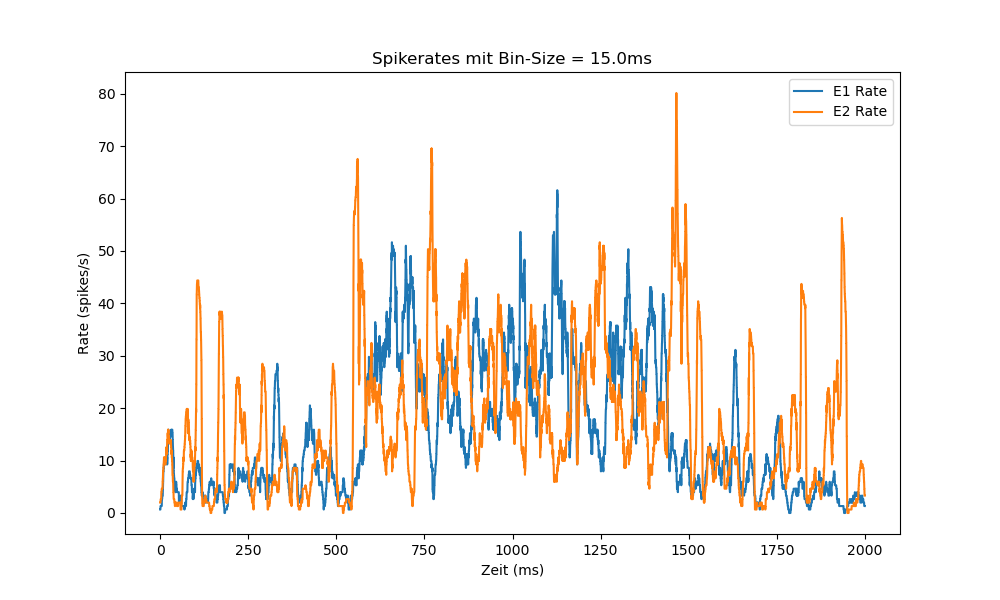 Spikerates mit Bin-Size = 15.0ms
E1 Rate
E2 Rate
80
70
60
50
40
30
20
10
0
Rate (spikes/s)
0 250 500 750 1000 1250 1500 1750 2000
Zeit (ms)